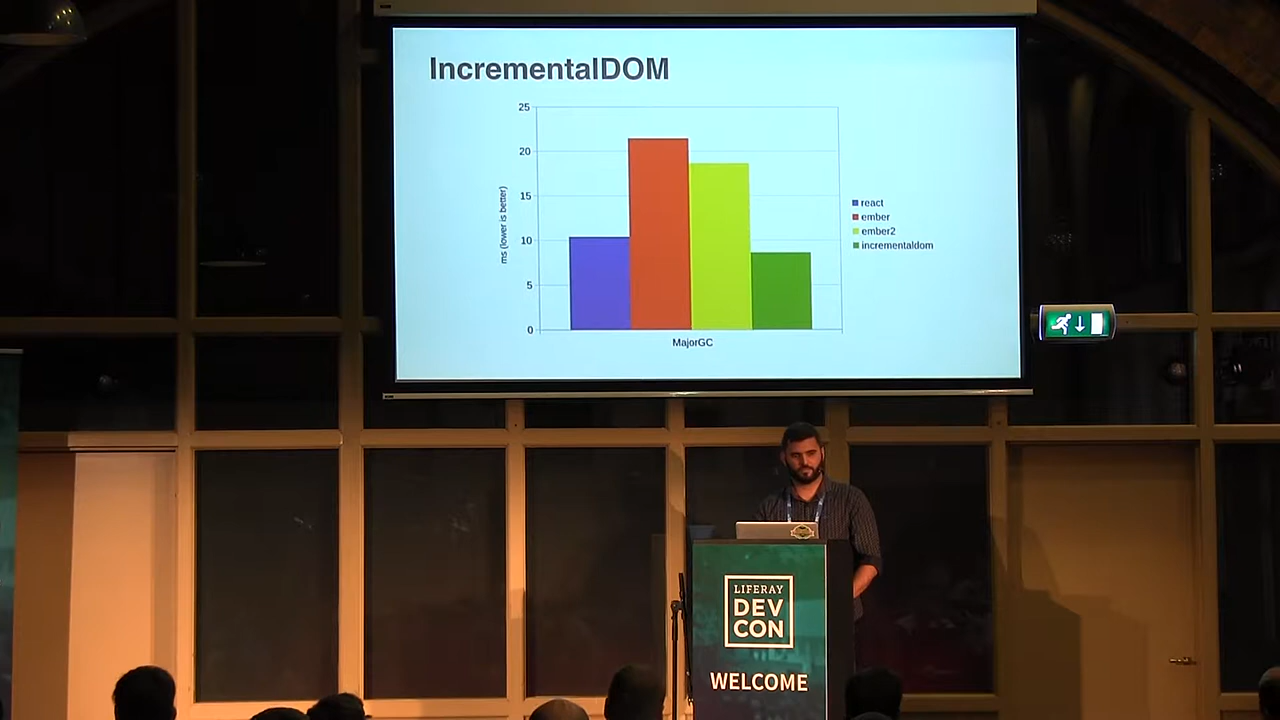 IncrementalDOM
25
20
15
10
5
0
ms (lower is better)
MajorGC
react
ember
ember2
incrementaldom
LIFERAY
DEV
CON
WELCOME